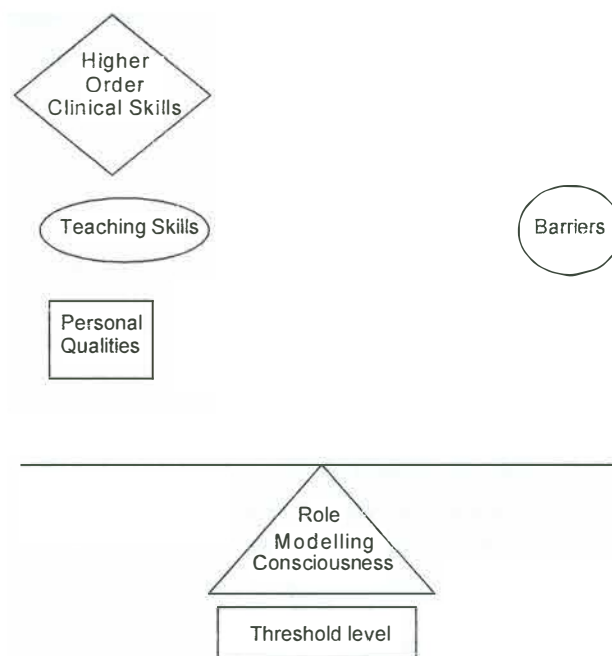 Higher
Order
Clinical Skills
Teaching Skills
Barriers
Personal
Qualities
Role
Modelling
Consciousness
Threshold level